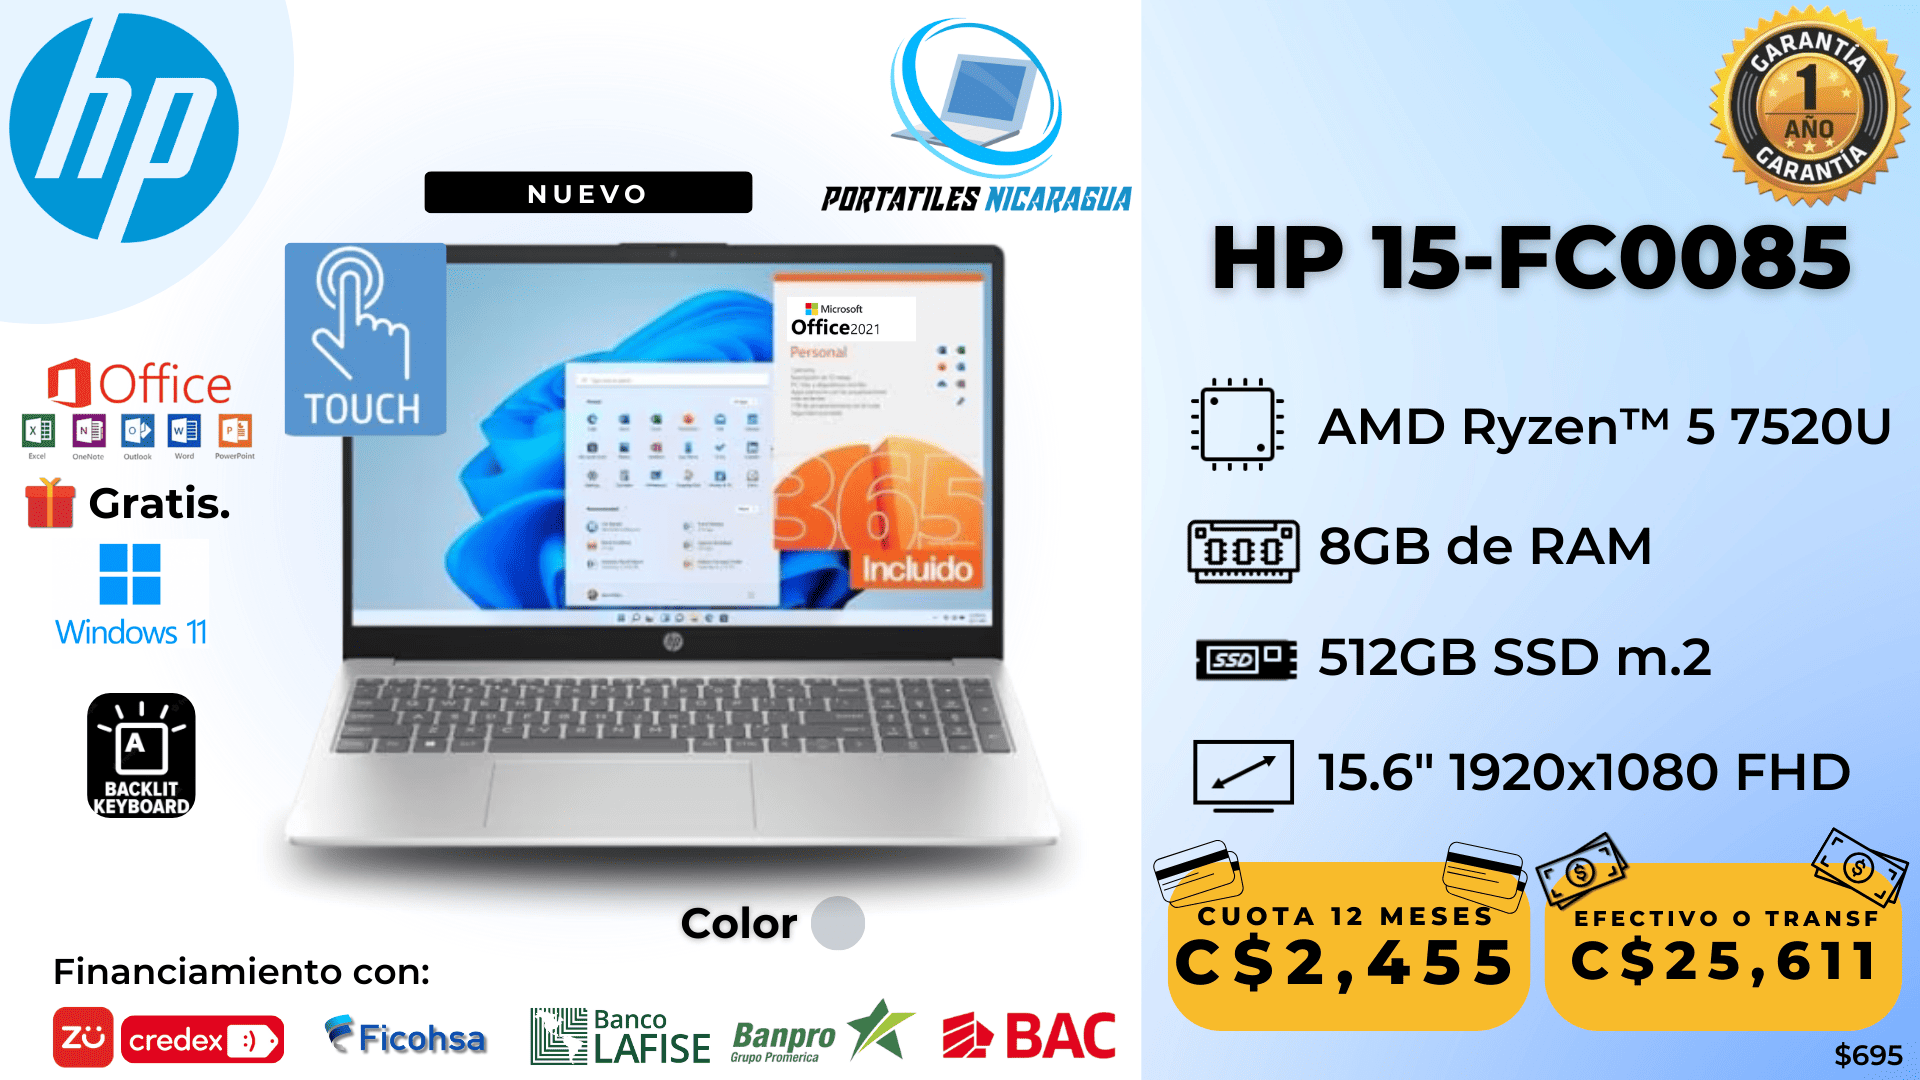 hp
NUEVO
PORTATILES NICARAGUA
GARANTÍA
1
AÑO
GARANTÍA
HP 15-FC0085
TOUCH
Microsoft
Office2021
Personal
365
Incluido
hp
Office
Excel
OneNote
Outlook
Word
PowerPoint
Gratis.
Windows 11
A
BACKLIT
KEYBOARD
AMD Ryzen™ 5 7520U
8GB de RAM
SSD
512GB SSD m.2
15.6" 1920x1080 FHD
Color
CUOTA 12 MESES
C$2,455
EFECTIVO O TRANSF
C$25,611
$695
Financiamiento con:
zü
credex :)
Ficohsa
Banco
LAFISE
Banpro
Grupo Promerica
BAC